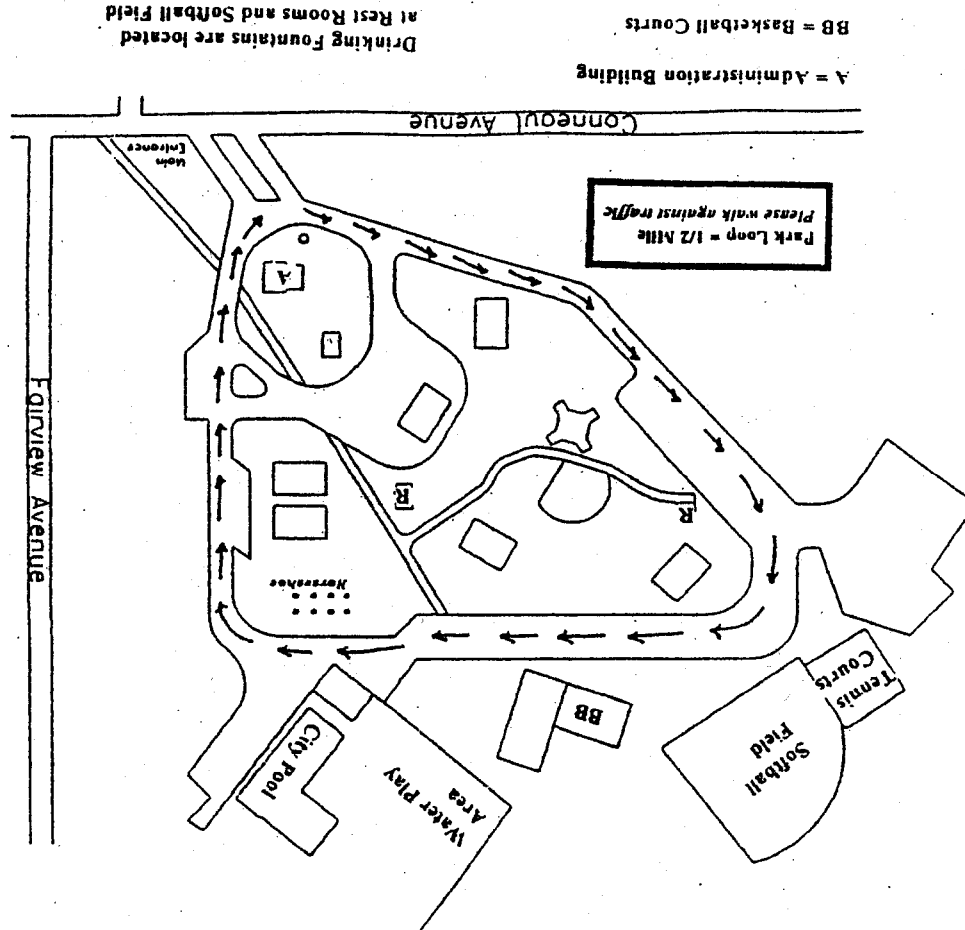 Water Play
Area
Softball
Field
City Pool
BB
Tennis
Courts
Horseshoes
R
R
Fairview Avenue
A
Park Loop = 1/2 Mile
Please walk against traffic
Main
Entrance
Avenue
A = Administration Building
BB = Basketball Courts
Drinking Fountains are located
at Rest Rooms and Softball Field